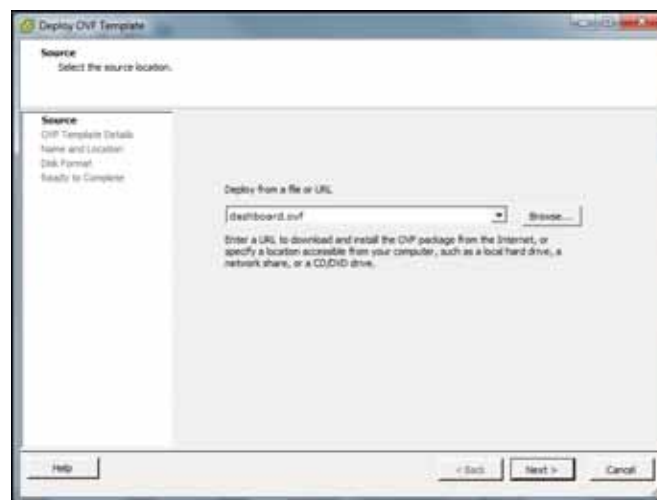 Deploy OVF Template
Source
Select the source location.
Source
OVF Template Details
Name and Location
Disk Format
Ready to Complete
Deploy from a file or URL
dashboard.ovf
Browse...
Enter a URL to download and install the OVF package from the Internet, or
specify a location accessible from your computer, such as a local hard drive, a
network share, or a CD/DVD drive.
Help
< Back
Next >
Cancel